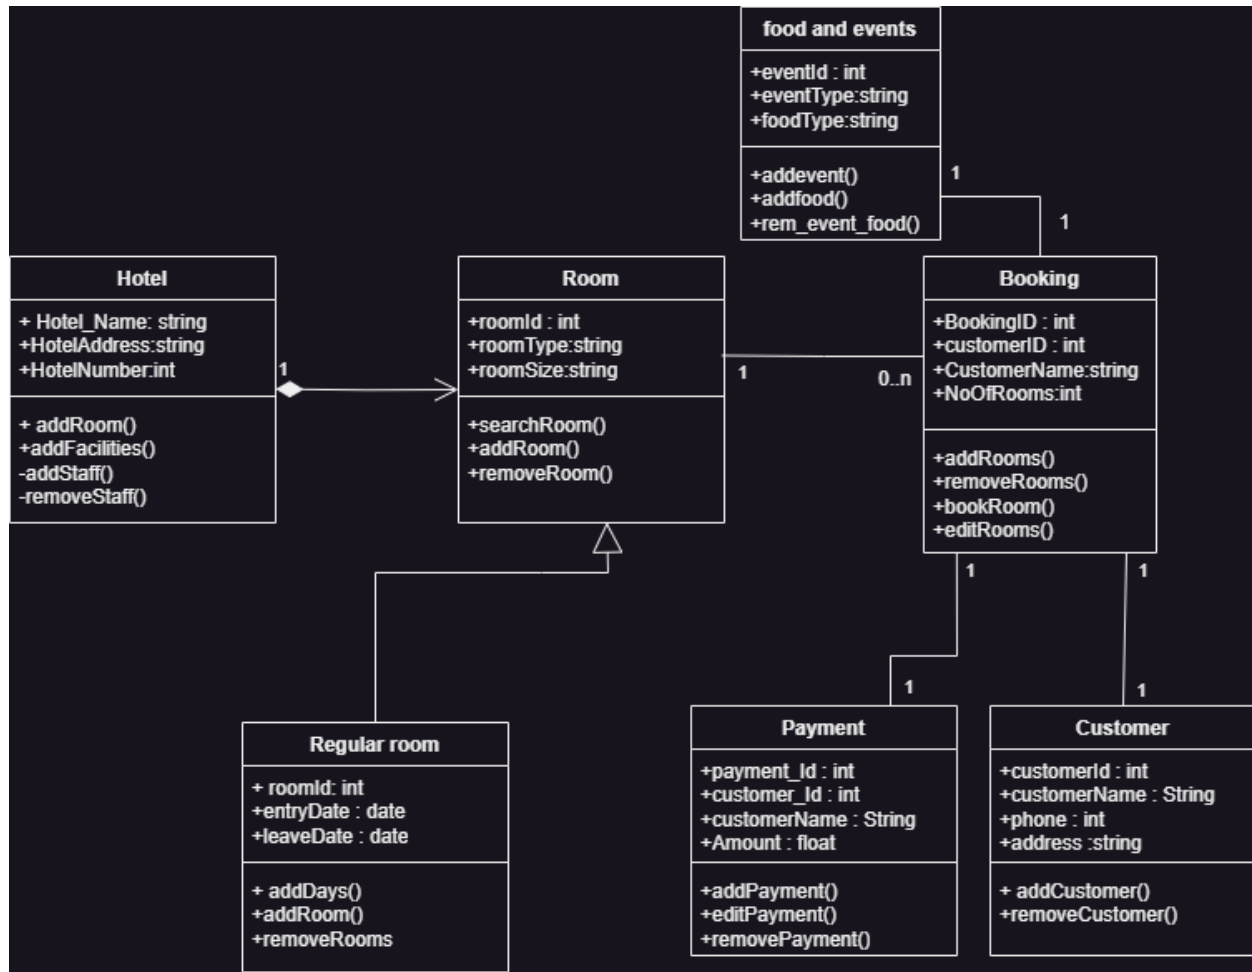 food and events
+eventId : int
+eventType:string
+foodType:string
+addevent()
+addfood()
+rem_event_food()
1
1
Hotel
+ Hotel_Name: string
+HotelAddress:string
+HotelNumber:int
+ addRoom()
+addFacilities()
-addStaff()
-removeStaff()
1
Room
+roomId : int
+roomType:string
+roomSize:string
+searchRoom()
+addRoom()
+removeRoom()
1
0..n
Booking
+BookingID : int
+customerID : int
+CustomerName:string
+NoOfRooms:int
+addRooms()
+removeRooms()
+bookRoom()
+editRooms()
1
1
1
1
Regular room
+ roomId: int
+entryDate : date
+leaveDate : date
+ addDays()
+addRoom()
+removeRooms
Payment
+payment_Id : int
+customer_Id : int
+customerName : String
+Amount : float
+addPayment()
+editPayment()
+removePayment()
Customer
+customerId : int
+customerName : String
+phone : int
+address :string
+ addCustomer()
+removeCustomer()